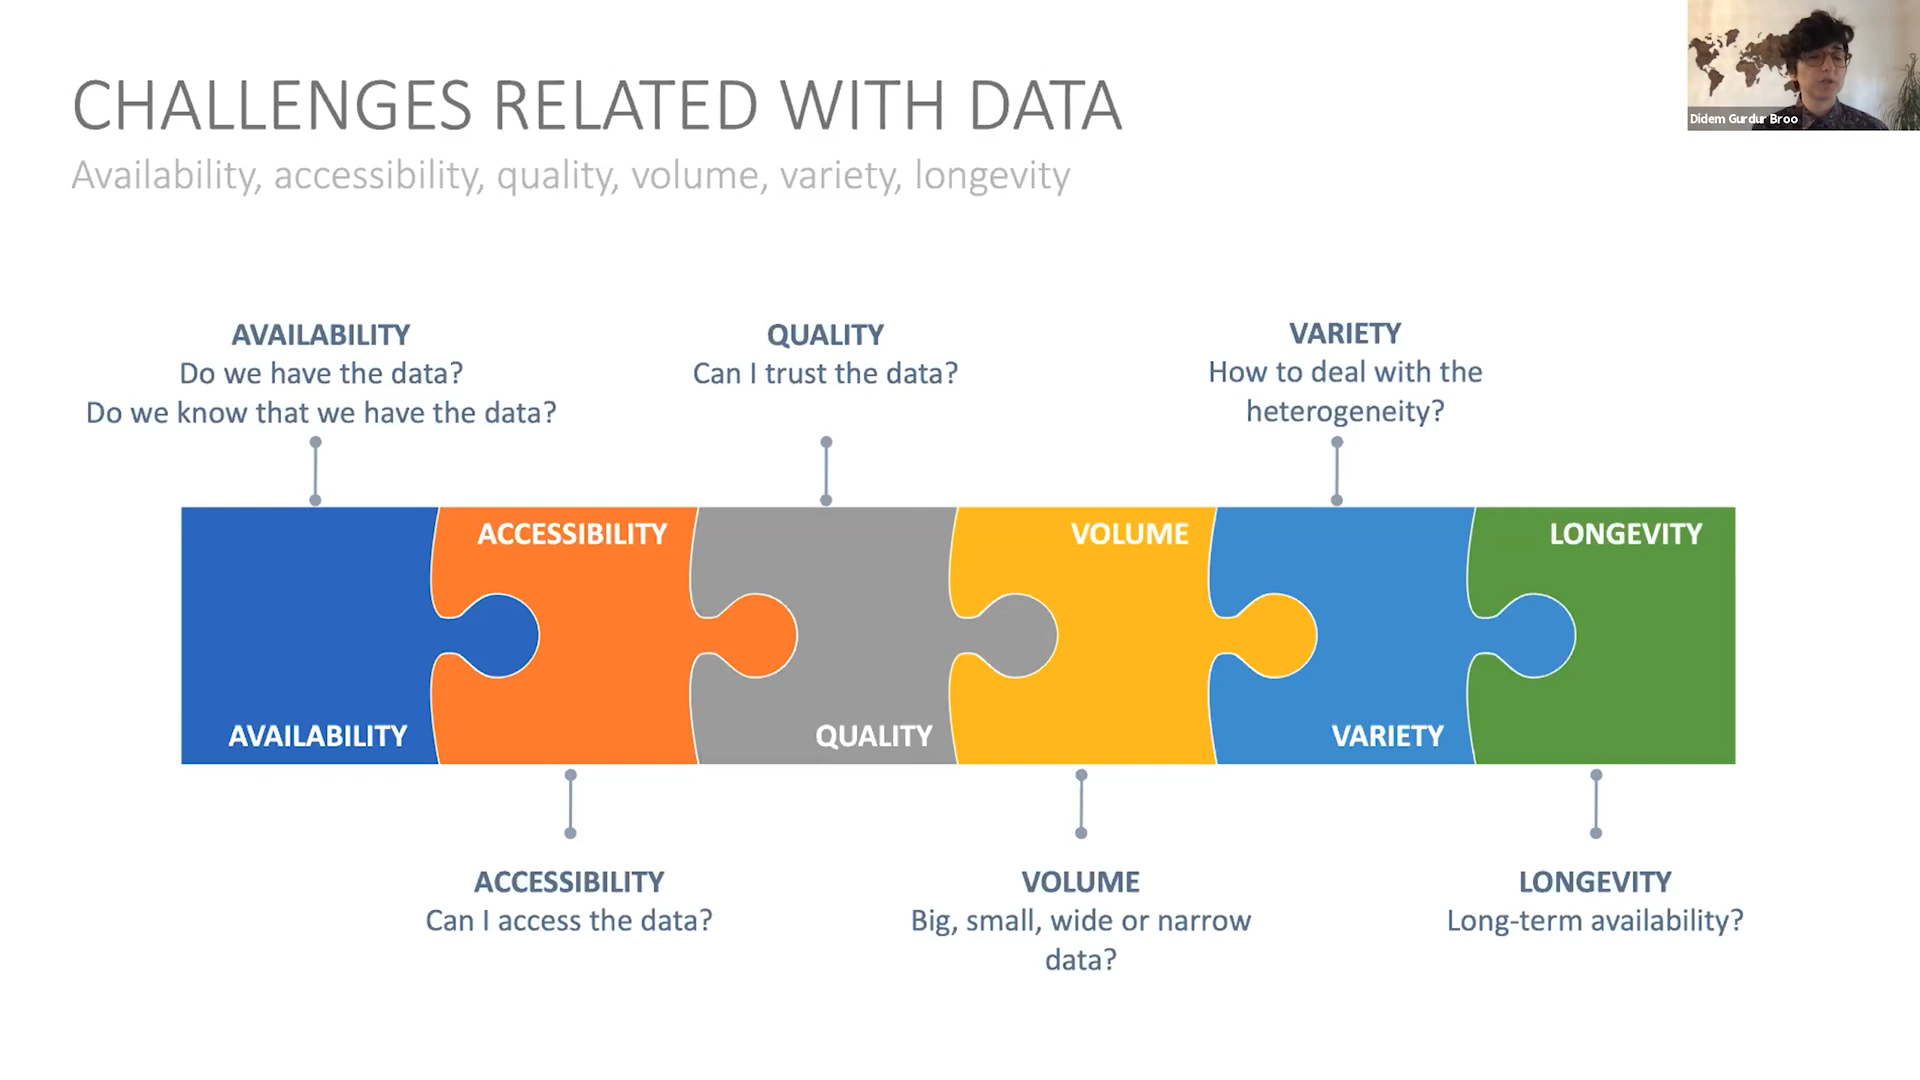 CHALLENGES RELATED WITH DATA
Availability, accessibility, quality, volume, variety, longevity
Didem Gurdur Broo
AVAILABILITY
Do we have the data?
Do we know that we have the data?
QUALITY
Can I trust the data?
VARIETY
How to deal with the
heterogeneity?
ACCESSIBILITY
VOLUME
LONGEVITY
AVAILABILITY
QUALITY
VARIETY
ACCESSIBILITY
Can I access the data?
VOLUME
Big, small, wide or narrow
data?
LONGEVITY
Long-term availability?